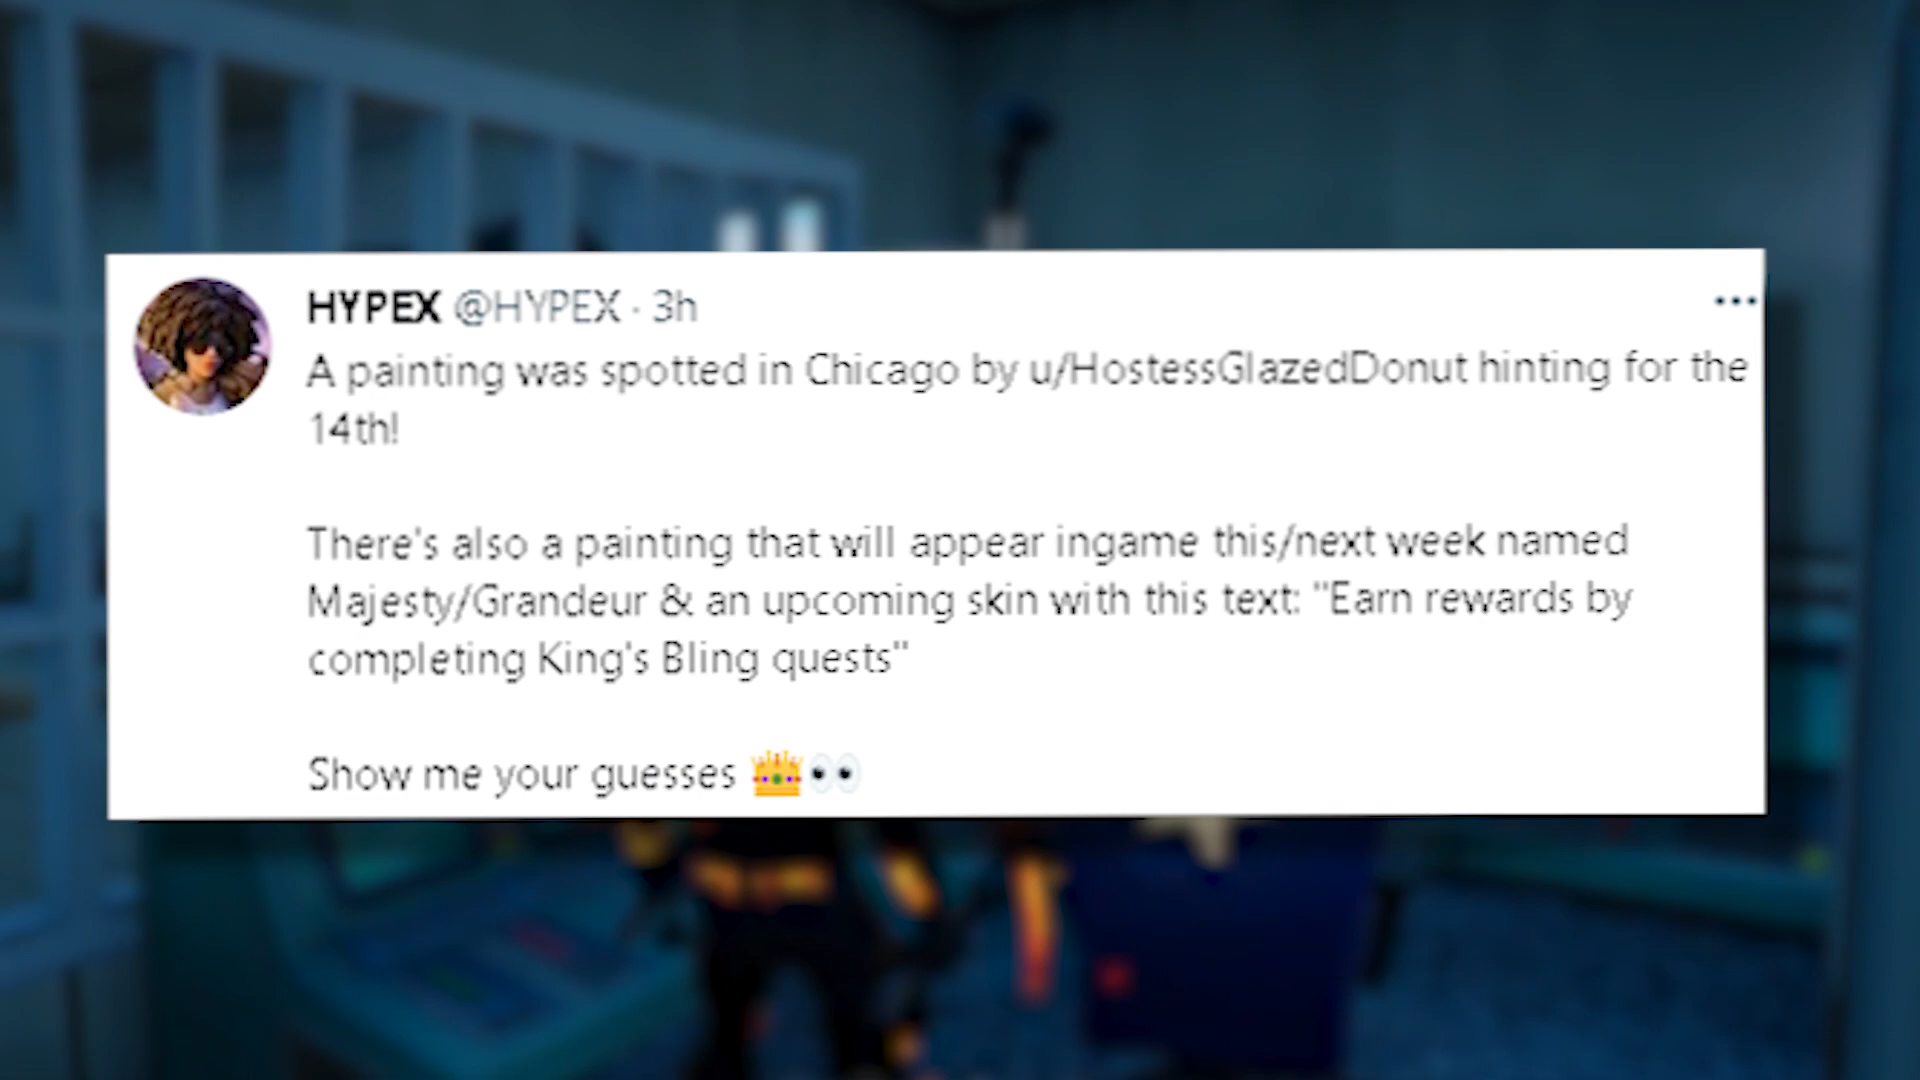 HYPEX @HYPEX · 3h
A painting was spotted in Chicago by u/HostessGlazedDonut hinting for the
14th!
There's also a painting that will appear ingame this/next week named
Majesty/Grandeur & an upcoming skin with this text: "Earn rewards by
completing King's Bling quests"
Show me your guesses 👑👀